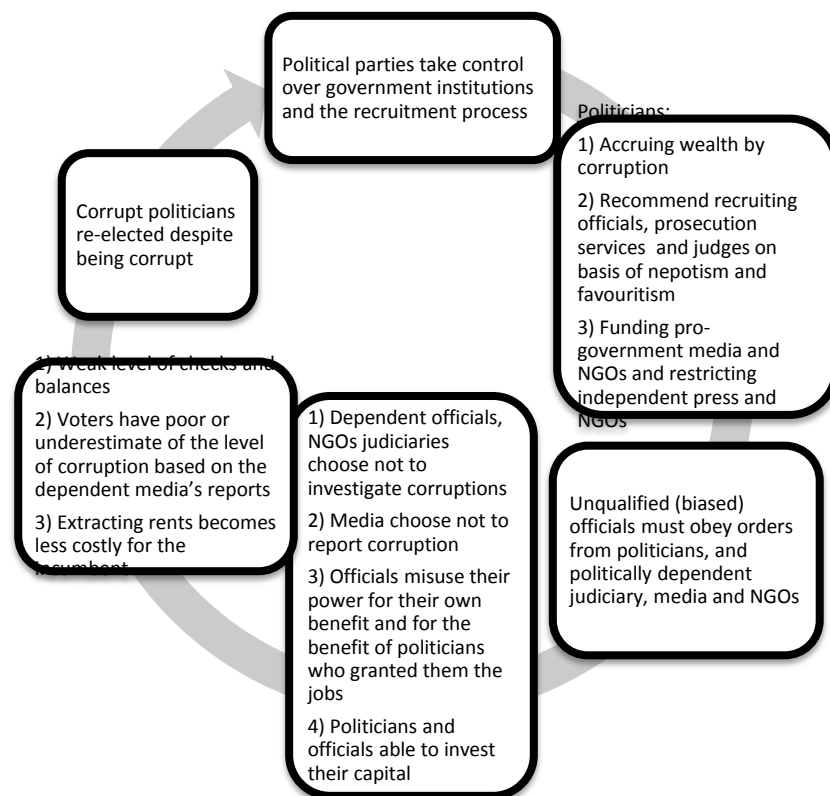 Political parties take control
over government institutions
and the recruitment process
Politicians:
1) Accruing wealth by
corruption
2) Recommend recruiting
officials, prosecution
services and judges on
basis of nepotism and
favouritism
3) Funding pro-
government media and
NGOs and restricting
independent press and
NGOs
Unqualified (biased)
officials must obey orders
from politicians, and
politically dependent
judiciary, media and NGOs
1) Dependent officials,
NGOs judiciaries
choose not to
investigate corruptions
2) Media choose not to
report corruption
3) Officials misuse their
power for their own
benefit and for the
benefit of politicians
who granted them the
jobs
4) Politicians and
officials able to invest
their capital
1) Weak level of checks and
balances
2) Voters have poor or
underestimate of the level
of corruption based on the
dependent media's reports
3) Extracting rents becomes
less costly for the
incumbent
Corrupt politicians
re-elected despite
being corrupt